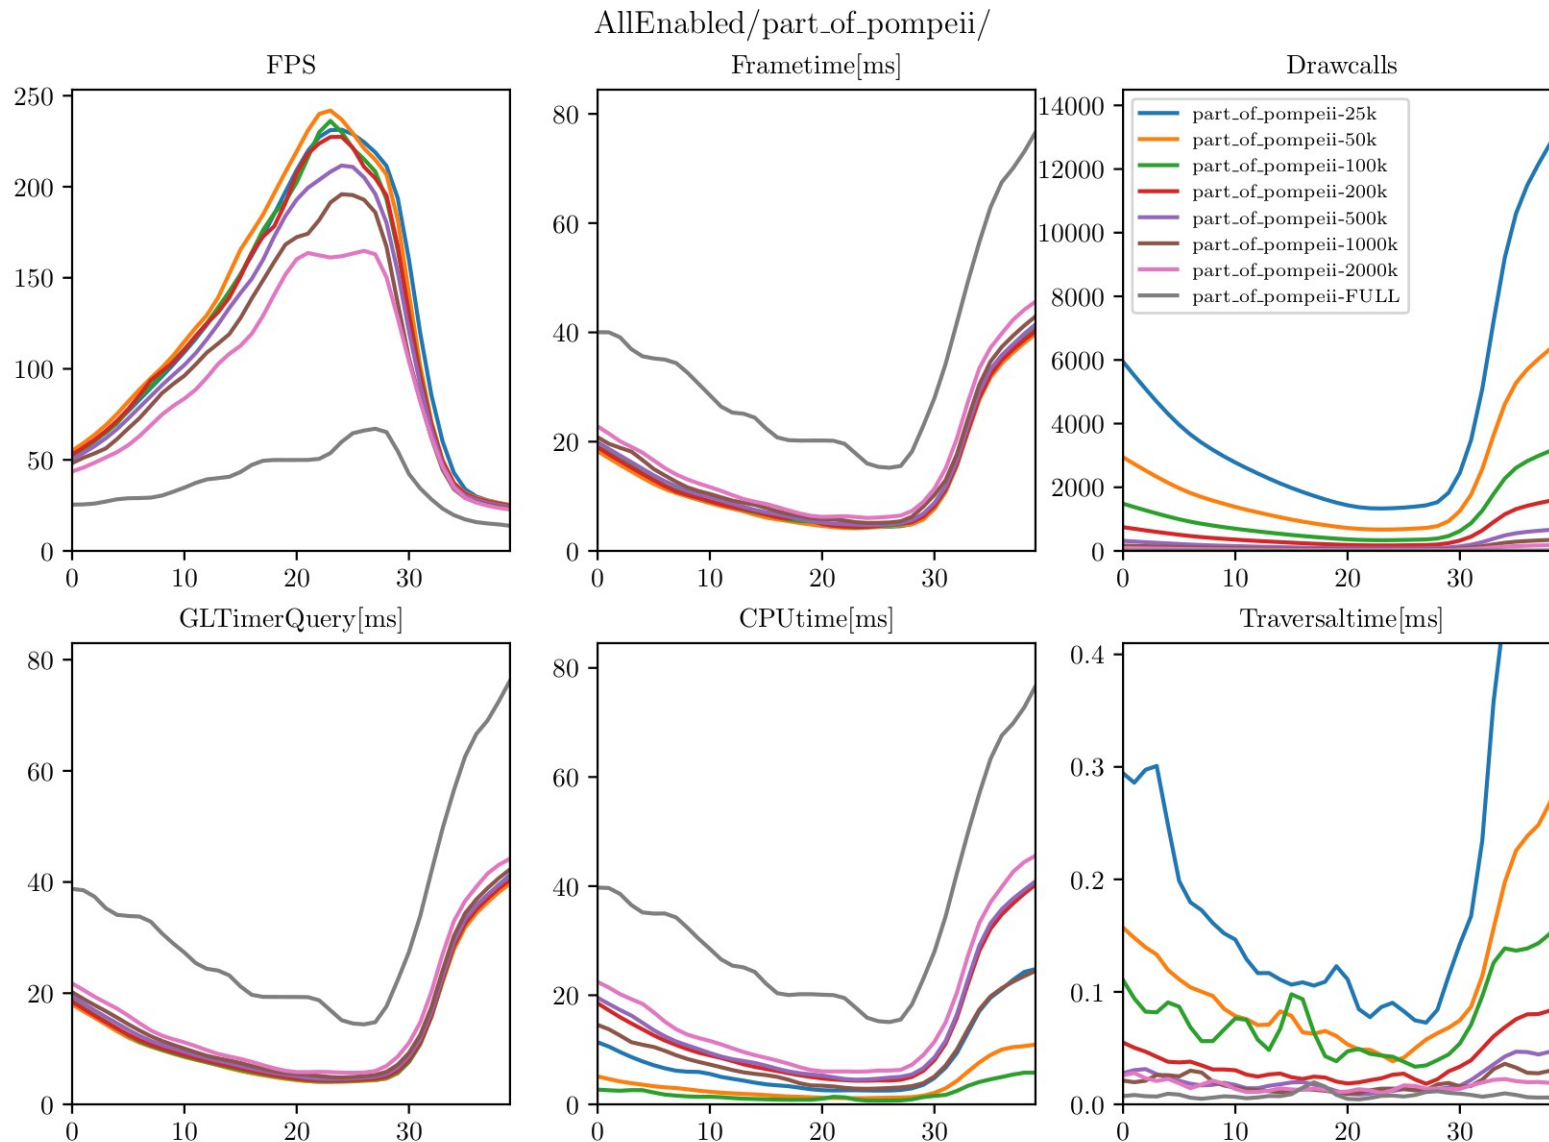 AllEnabled/part_of_pompeii/
FPS
250
200
150
100
50
0
0 10 20 30
Frametime[ms]
80
60
40
20
0
0 10 20 30
Drawcalls
14000
12000
10000
8000
6000
4000
2000
0
0 10 20 30
part_of_pompeii-25k
part_of_pompeii-50k
part_of_pompeii-100k
part_of_pompeii-200k
part_of_pompeii-500k
part_of_pompeii-1000k
part_of_pompeii-2000k
part_of_pompeii-FULL
GLTimerQuery[ms]
80
60
40
20
0
0 10 20 30
CPUtime[ms]
80
60
40
20
0
0 10 20 30
Traversaltime[ms]
0.4
0.3
0.2
0.1
0.0
0 10 20 30